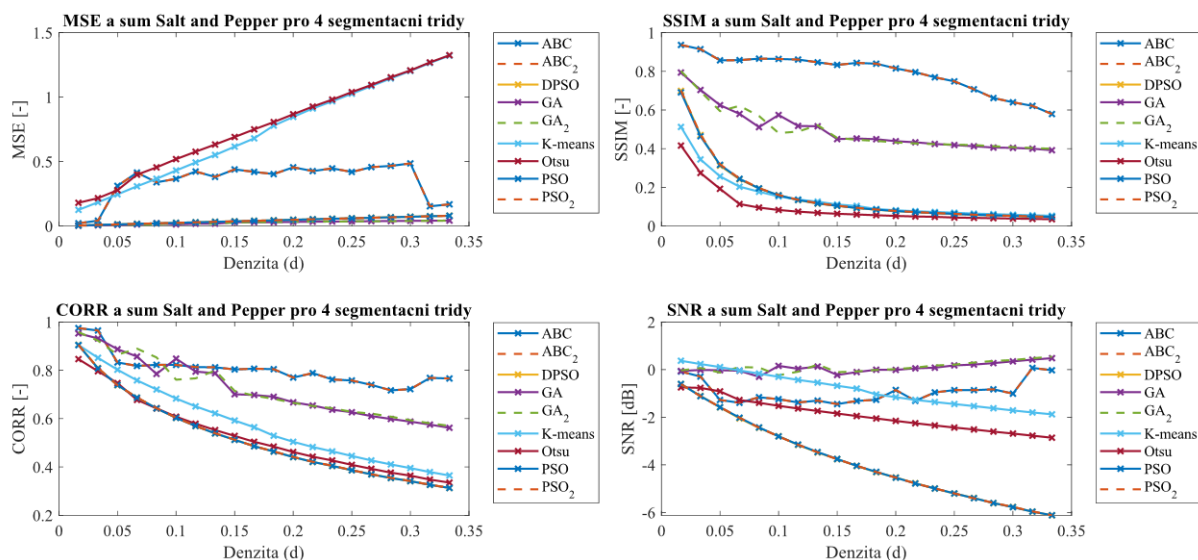 MSE a sum Salt and Pepper pro 4 segmentacni tridy
1.5
1
0.5
0
MSE [-]
0
0.05
0.1
0.15
0.2
0.25
0.3
0.35
Denzita (d)
ABC
ABC2
DPSO
GA
GA2
K-means
Otsu
PSO
PSO2
SSIM a sum Salt and Pepper pro 4 segmentacni tridy
1
0.8
0.6
0.4
0.2
0
SSIM [-]
0
0.05
0.1
0.15
0.2
0.25
0.3
0.35
Denzita (d)
ABC
ABC2
DPSO
GA
GA2
K-means
Otsu
PSO
PSO2
CORR a sum Salt and Pepper pro 4 segmentacni tridy
1
0.8
0.6
0.4
0.2
CORR [-]
0
0.05
0.1
0.15
0.2
0.25
0.3
0.35
Denzita (d)
ABC
ABC2
DPSO
GA
GA2
K-means
Otsu
PSO
PSO2
SNR a sum Salt and Pepper pro 4 segmentacni tridy
2
0
-2
-4
-6
SNR [dB]
0
0.05
0.1
0.15
0.2
0.25
0.3
0.35
Denzita (d)
ABC
ABC2
DPSO
GA
GA2
K-means
Otsu
PSO
PSO2